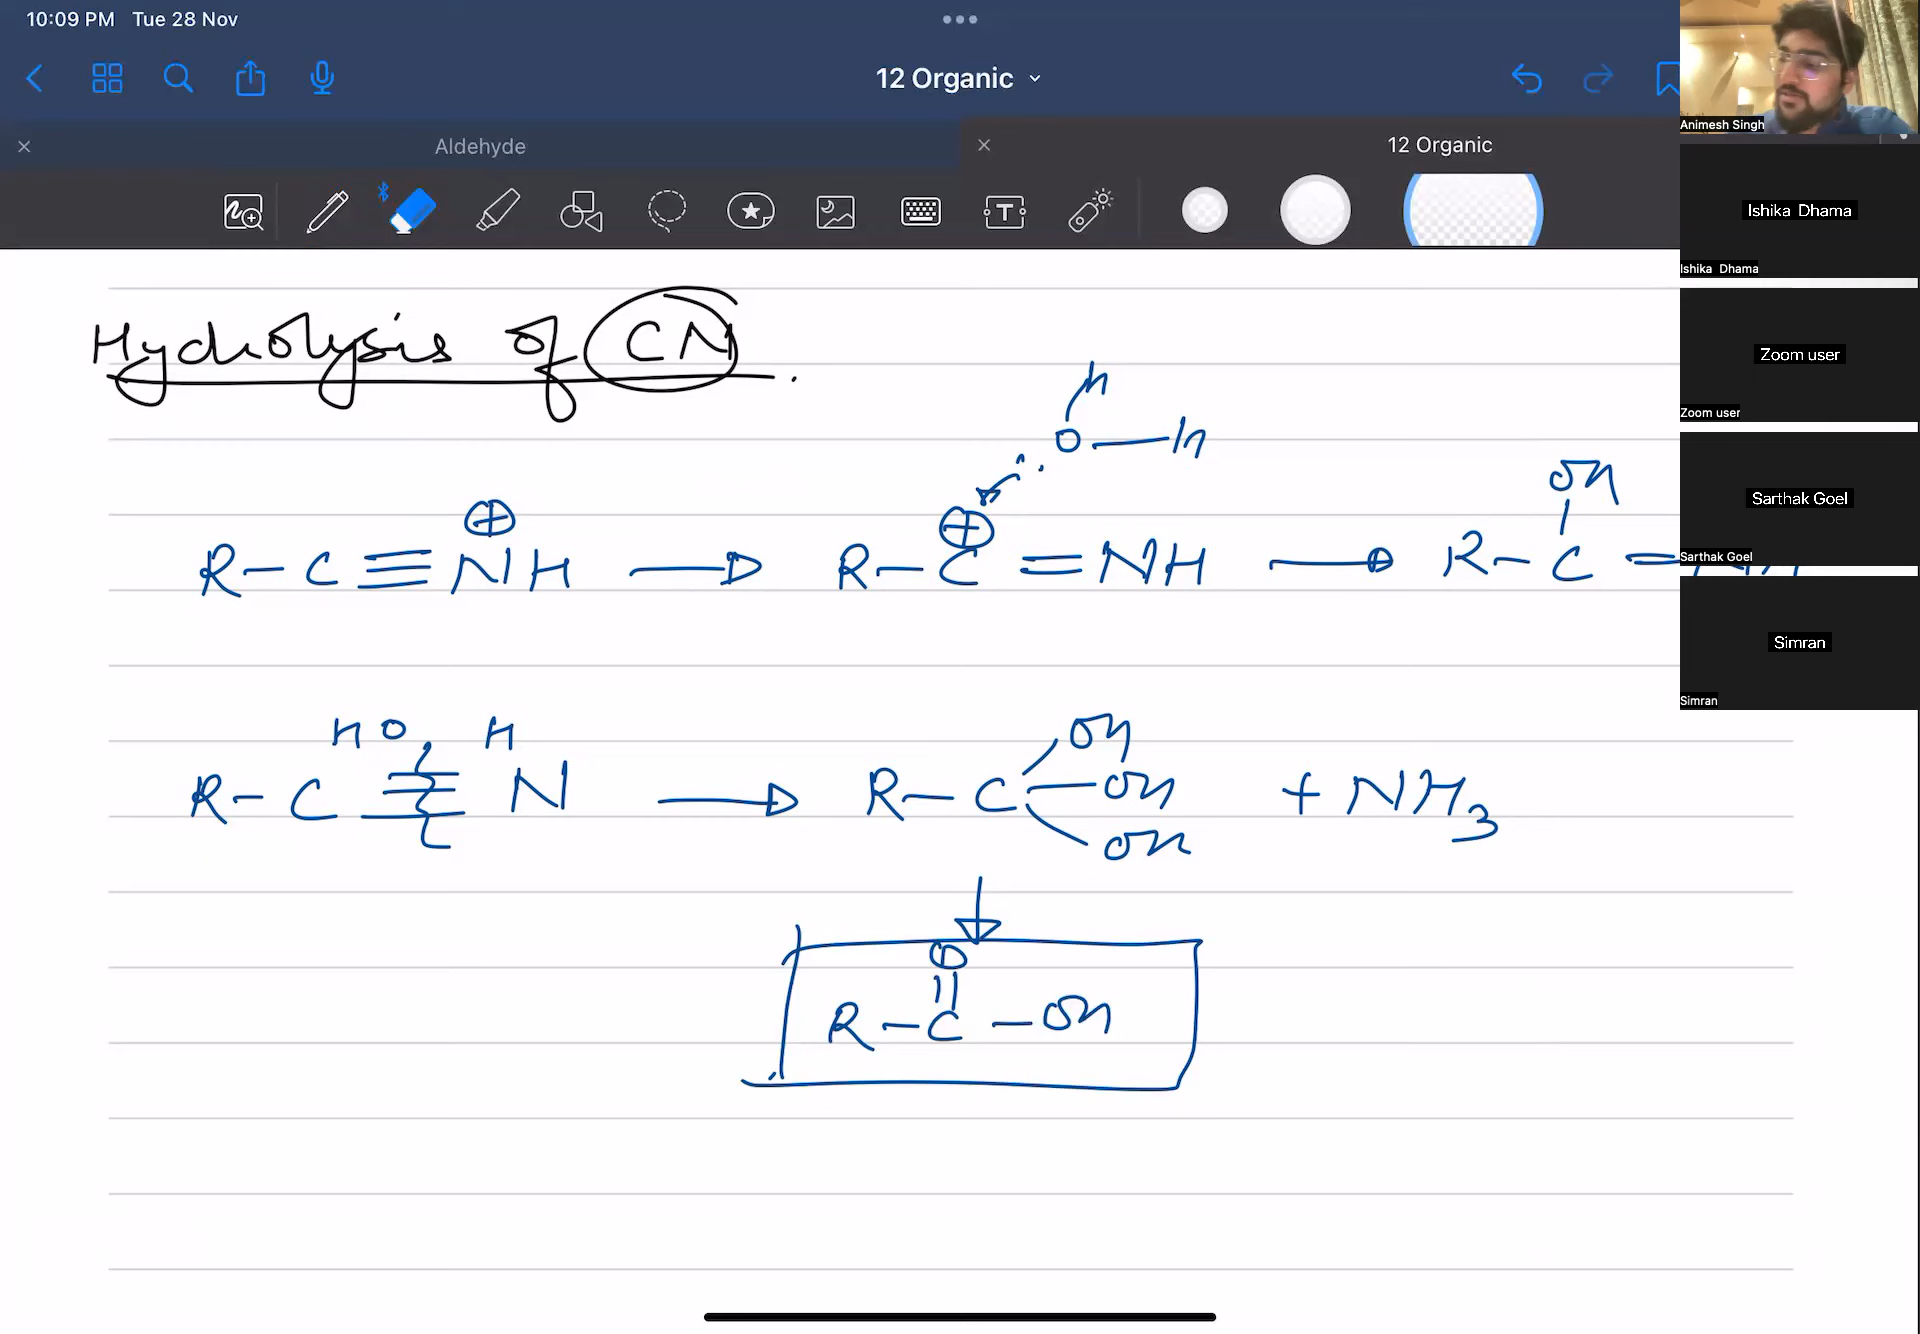 10:09 PM Tue 28 Nov
12 Organic
Aldehyde
12 Organic
Animesh Singh
Ishika Dhama
Ishika Dhama
Zoom user
Zoom user
Sarthak Goel
Sarthak Goel
Simran
Simran
Hydrolysis of CN .
H
O — H
⊕
R – C ≡ NH → R – C = NH → R – C =
⊕
OH
HO H
R – C ≡ N → R – C – OH + NH3
OH
OH
↓
O
||
R – C – OH